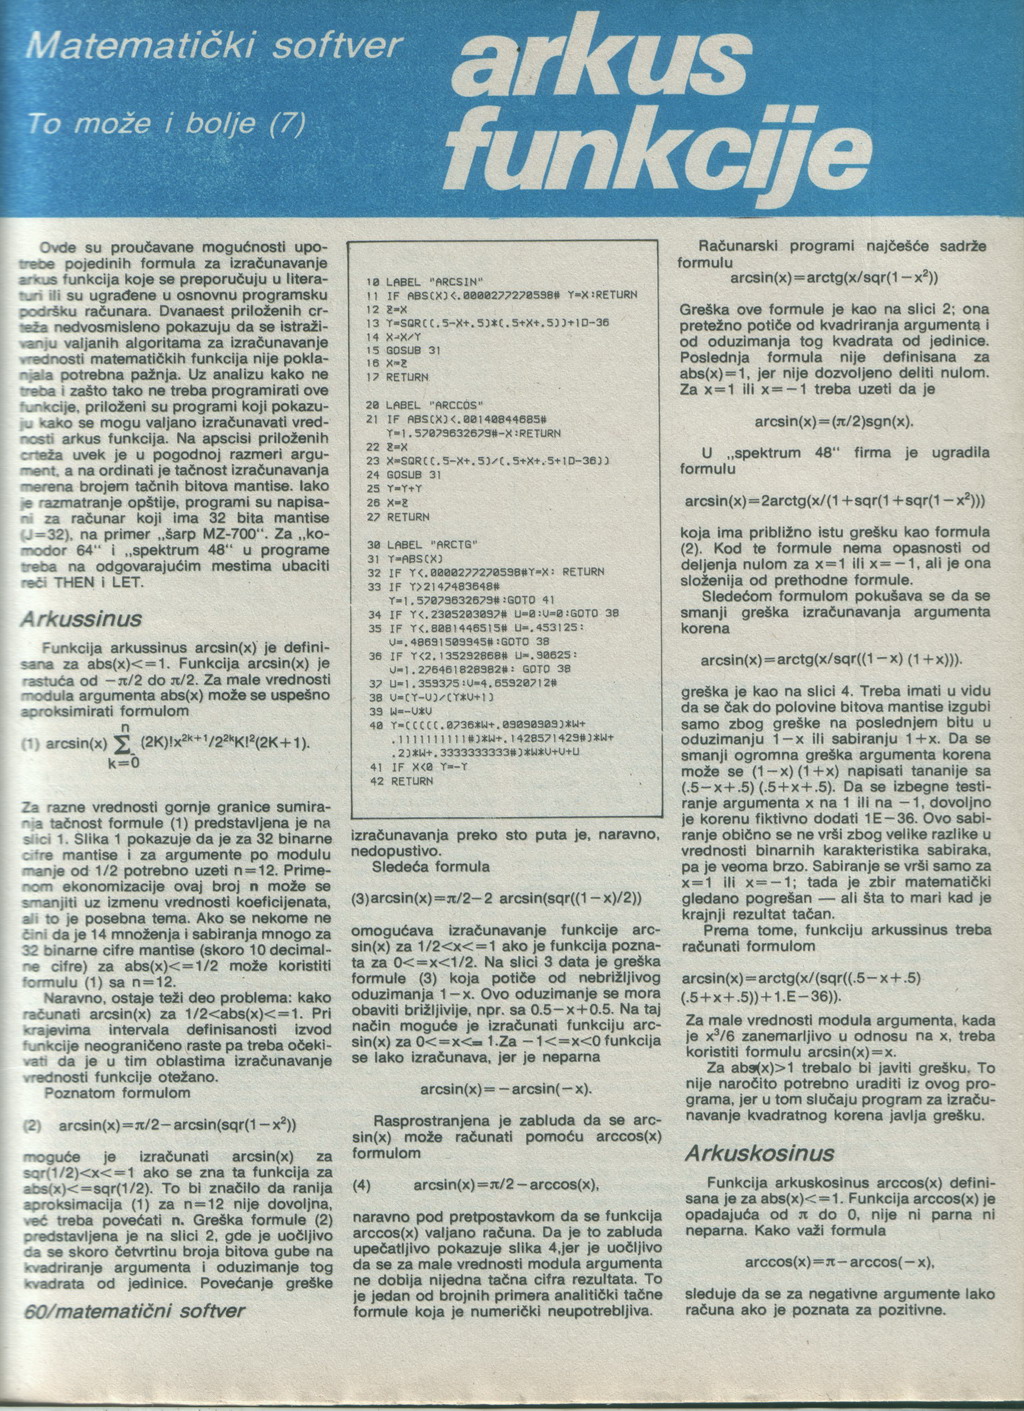 Matematički softver
To može i bolje (7)
arkus
funkcije
Ovde su proučavane mogućnosti upo-
trebe pojedinih formula za izračunavanje
arkus funkcija koje se preporučuju u litera-
turi ili su ugrađene u osnovnu programsku
podršku računara. Dvanaest priloženih cr-
teža nedvosmisleno pokazuju da se istraži-
vanju valjanih algoritama za izračunavanje
vrednosti matematičkih funkcija nije pokla-
njala potrebna pažnja. Uz analizu kako ne
treba i zašto tako ne treba programirati ove
funkcije, priloženi su programi koji pokazu-
ju kako se mogu valjano izračunavati vred-
nosti arkus funkcija. Na apscisi priloženih
crteža uvek je u pogodnoj razmeri argu-
ment, a na ordinati je tačnost izračunavanja
merena brojem tačnih bitova mantise. Iako
je razmatranje opštije, programi su napisa-
ni za računar koji ima 32 bita mantise
(J=32), na primer „šarp MZ-700“. Za „ko-
modor 64“ i „spektrum 48“ u programe
treba na odgovarajućim mestima ubaciti
reči THEN i LET.
Arkussinus
Funkcija arkussinus arcsin(x) je defini-
sana za abs(x)<=1. Funkcija arcsin(x) je
rastuća od −π/2 do π/2. Za male vrednosti
modula argumenta abs(x) može se uspešno
aproksimirati formulom
n
(1) arcsin(x) ∑ (2K)!x²ᵏ⁺¹/2²ᵏK!²(2K+1).
k=0
Za razne vrednosti gornje granice sumira-
nja tačnost formule (1) predstavljena je na
slici 1. Slika 1 pokazuje da je za 32 binarne
cifre mantise i za argumente po modulu
manje od 1/2 potrebno uzeti n=12. Prime-
nom ekonomizacije ovaj broj n može se
smanjiti uz izmenu vrednosti koeficijenata,
ali to je posebna tema. Ako se nekome ne
čini da je 14 množenja i sabiranja mnogo za
32 binarne cifre mantise (skoro 10 decimal-
ne cifre) za abs(x)<=1/2 može koristiti
formulu (1) sa n=12.
Naravno, ostaje teži deo problema: kako
računati arcsin(x) za 1/2<abs(x)<=1. Pri
krajevima intervala definisanosti izvod
funkcije neograničeno raste pa treba očeki-
vati da je u tim oblastima izračunavanje
vrednosti funkcije otežano.
Poznatom formulom
(2) arcsin(x)=π/2−arcsin(sqr(1−x²))
moguće je izračunati arcsin(x) za
sqr(1/2)<x<=1 ako se zna ta funkcija za
abs(x)<=sqr(1/2). To bi značilo da ranija
aproksimacija (1) za n=12 nije dovoljna,
već treba povećati n. Greška formule (2)
predstavljena je na slici 2, gde je uočljivo
da se skoro četvrtinu broja bitova gube na
kvadriranje argumenta i oduzimanje tog
kvadrata od jedinice. Povećanje greške
60/matematični softver
10 LABEL "ARCSIN"
11 IF ABS(X)<.0000277270598# Y=X:RETURN
12 Z=X
13 Y=SQR((.5-X+.5)*(.5+X+.5))+1D-36
14 X=X/Y
15 GOSUB 31
16 X=Z
17 RETURN
20 LABEL "ARCCOS"
21 IF ABS(X)<.00140844685#
Y=1.57079632679#-X:RETURN
22 Z=X
23 X=SQR((.5-X+.5)/(.5+X+.5+1D-36))
24 GOSUB 31
25 Y=Y+Y
26 X=Z
27 RETURN
30 LABEL "ARCTG"
31 Y=ABS(X)
32 IF Y<.0000277270598#Y=X: RETURN
33 IF Y>2147483648#
Y=1.57079632679#:GOTO 41
34 IF Y<.2305203097# U=0:V=0:GOTO 38
35 IF Y<.8081446515# U=.453125:
V=.48691509945#:GOTO 38
36 IF Y<2.135292868# U=.90625:
V=1.276461828982#: GOTO 38
37 U=1.359375:V=4.65920712#
38 U=(Y-U)/(Y*V+1)
39 W=-U*U
40 Y=(((((.0736*W+.09090909)*W+
.1111111111#)*W+.1428571429#)*W+
.2)*W+.3333333333#)*W*U+V+U
41 IF X<0 Y=-Y
42 RETURN
izračunavanja preko sto puta je, naravno,
nedopustivo.
Sledeća formula
(3)arcsin(x)=π/2−2 arcsin(sqr((1−x)/2))
omogućava izračunavanje funkcije arc-
sin(x) za 1/2<x<=1 ako je funkcija pozna-
ta za 0<=x<1/2. Na slici 3 data je greška
formule (3) koja potiče od nebrižljivog
oduzimanja 1−x. Ovo oduzimanje se mora
obaviti brižljivije, npr. sa 0.5−x+0.5. Na taj
način moguće je izračunati funkciju arc-
sin(x) za 0<=x<=1.Za −1<=x<0 funkcija
se lako izračunava, jer je neparna
arcsin(x)= −arcsin(−x).
Rasprostranjena je zabluda da se arc-
sin(x) može računati pomoću arccos(x)
formulom
(4) arcsin(x)=π/2−arccos(x),
naravno pod pretpostavkom da se funkcija
arccos(x) valjano računa. Da je to zabluda
upečatljivo pokazuje slika 4,jer je uočljivo
da se za male vrednosti modula argumenta
ne dobija nijedna tačna cifra rezultata. To
je jedan od brojnih primera analitički tačne
formule koja je numerički neupotrebljiva.
Računarski programi najčešće sadrže
formulu
arcsin(x)=arctg(x/sqr(1−x²))
Greška ove formule je kao na slici 2; ona
pretežno potiče od kvadriranja argumenta i
od oduzimanja tog kvadrata od jedinice.
Poslednja formula nije definisana za
abs(x)=1, jer nije dozvoljeno deliti nulom.
Za x=1 ili x=−1 treba uzeti da je
arcsin(x)=(π/2)sgn(x).
U „spektrum 48“ firma je ugradila
formulu
arcsin(x)=2arctg(x/(1+sqr(1+sqr(1−x²)))
koja ima približno istu grešku kao formula
(2). Kod te formule nema opasnosti od
deljenja nulom za x=1 ili x=−1, ali je ona
složenija od prethodne formule.
Sledećom formulom pokušava se da se
smanji greška izračunavanja argumenta
korena
arcsin(x)=arctg(x/sqr((1−x) (1+x))).
greška je kao na slici 4. Treba imati u vidu
da se čak do polovine bitova mantise izgubi
samo zbog greške na poslednjem bitu u
oduzimanju 1−x ili sabiranju 1+x. Da se
smanji ogromna greška argumenta korena
može se (1−x) (1+x) napisati tananije sa
(.5−x+.5) (.5+x+.5). Da se izbegne testi-
ranje argumenta x na 1 ili na −1, dovoljno
je korenu fiktivno dodati 1E−36. Ovo sabi-
ranje obično se ne vrši zbog velike razlike u
vrednosti binarnih karakteristika sabiraka,
pa je veoma brzo. Sabiranje se vrši samo za
x=1 ili x=−1; tada je zbir matematički
gledano pogrešan — ali šta to mari kad je
krajnji rezultat tačan.
Prema tome, funkciju arkussinus treba
računati formulom
arcsin(x)=arctg(x/(sqr((.5−x+.5)
(.5+x+.5))+1.E−36)).
Za male vrednosti modula argumenta, kada
je x³/6 zanemarljivo u odnosu na x, treba
koristiti formulu arcsin(x)=x.
Za abs(x)>1 trebalo bi javiti grešku. To
nije naročito potrebno uraditi iz ovog pro-
grama, jer u tom slučaju program za izraču-
navanje kvadratnog korena javlja grešku.
Arkuskosinus
Funkcija arkuskosinus arccos(x) defini-
sana je za abs(x)<=1. Funkcija arccos(x) je
opadajuća od π do 0, nije ni parna ni
neparna. Kako važi formula
arccos(x)=π−arccos(−x),
sleduje da se za negativne argumente lako
računa ako je poznata za pozitivne.